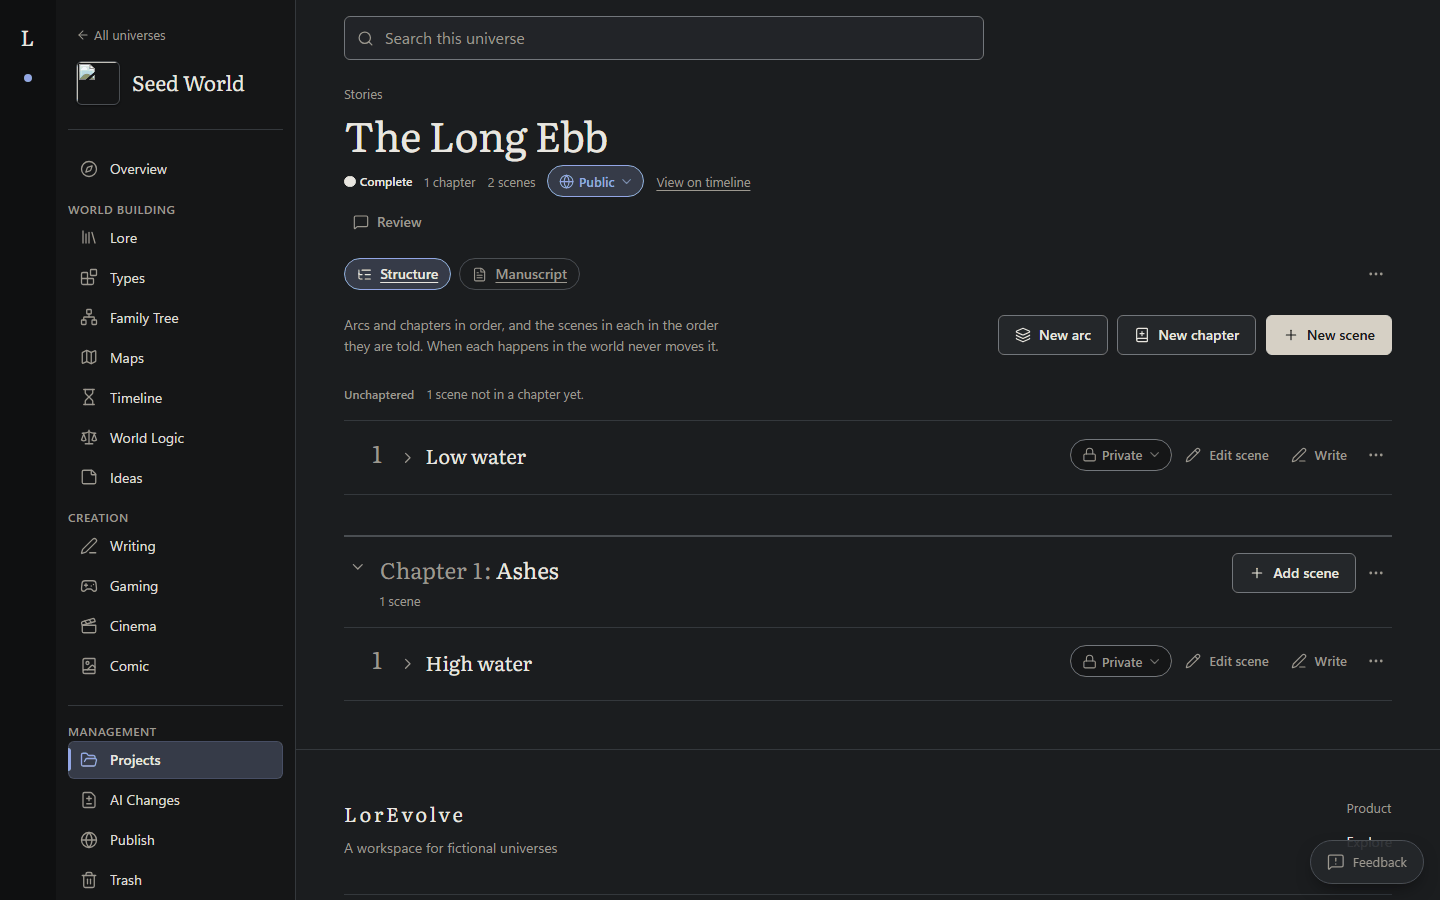 L
All universes
Seed World
Overview
WORLD BUILDING
Lore
Types
Family Tree
Maps
Timeline
World Logic
Ideas
CREATION
Writing
Gaming
Cinema
Comic
MANAGEMENT
Projects
AI Changes
Publish
Trash
Search this universe
Stories
The Long Ebb
Complete 1 chapter 2 scenes Public View on timeline
Review
Structure Manuscript
Arcs and chapters in order, and the scenes in each in the order
they are told. When each happens in the world never moves it.
New arc New chapter New scene
Unchaptered 1 scene not in a chapter yet.
1 Low water Private Edit scene Write
Chapter 1: Ashes Add scene
1 scene
1 High water Private Edit scene Write
LorEvolve
A workspace for fictional universes
Product
Explore
Feedback